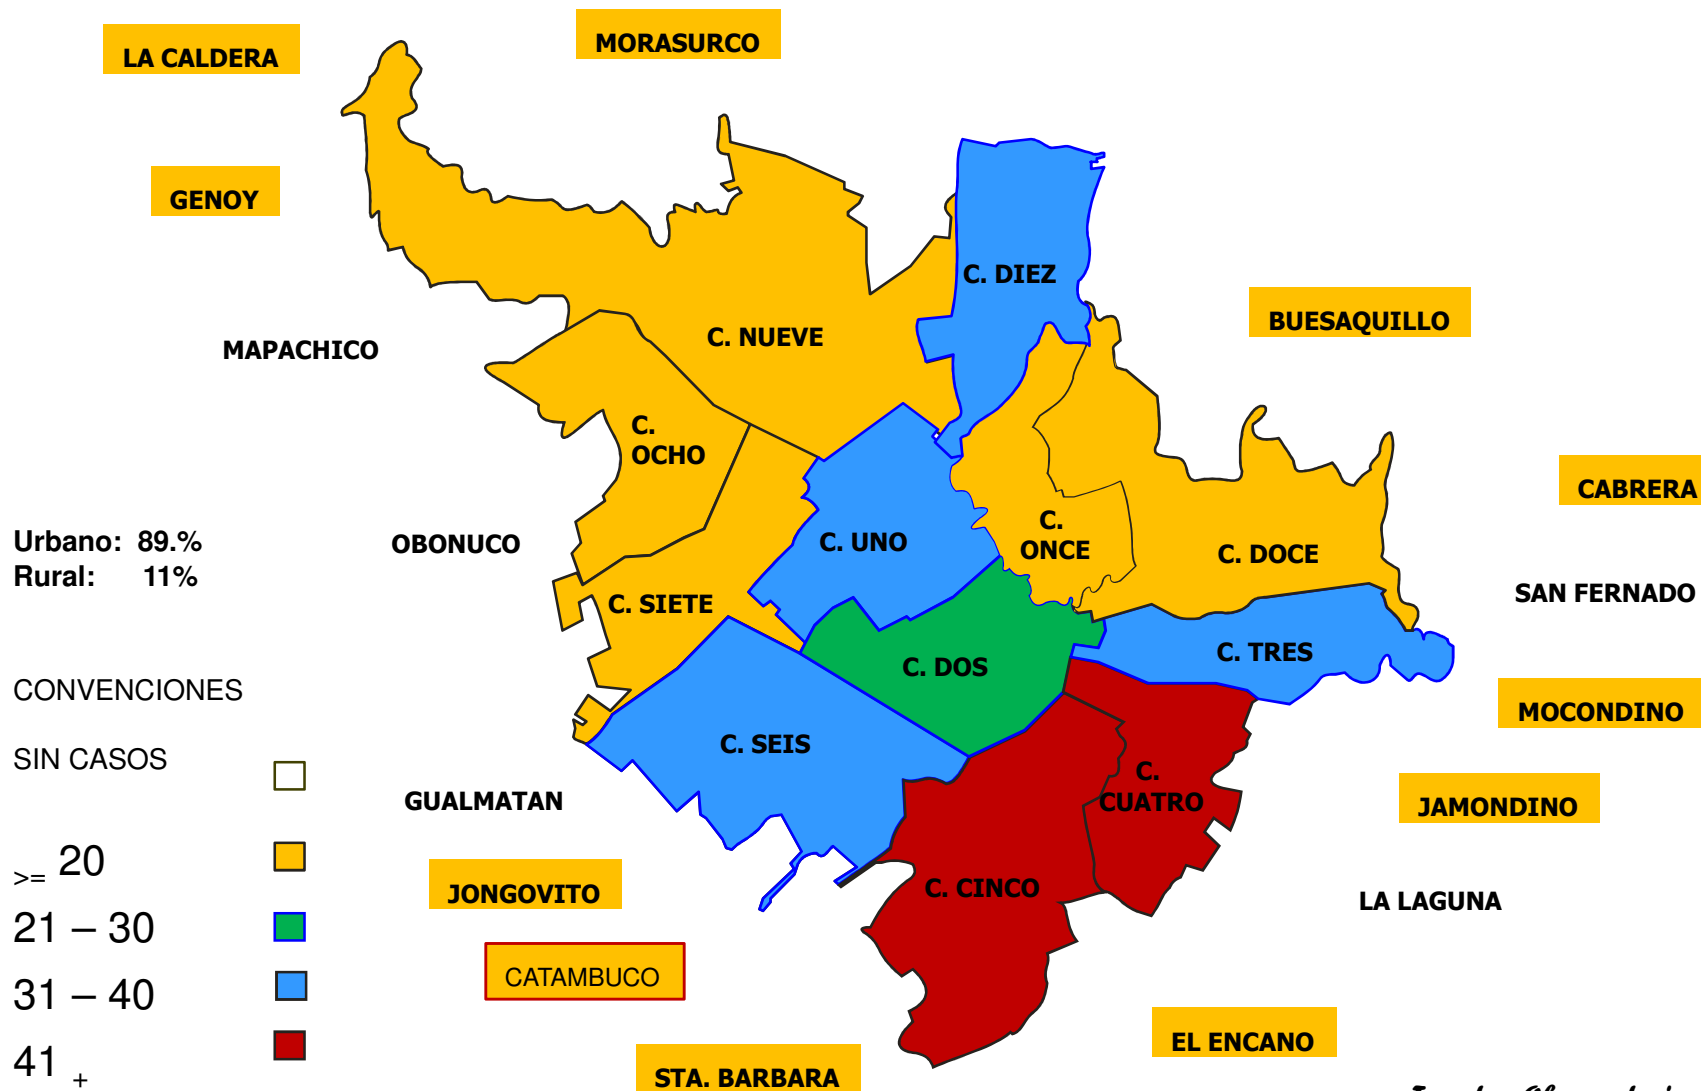 LA CALDERA
MORASURCO
GENOY
C. DIEZ
BUESAQUILLO
C. NUEVE
MAPACHICO
C.
OCHO
CABRERA
Urbano: 89.%
Rural: 11%
OBONUCO
C. UNO
C.
ONCE
C. DOCE
SAN FERNADO
C. SIETE
C. TRES
C. DOS
CONVENCIONES
MOCONDINO
SIN CASOS
C. SEIS
C.
CUATRO
GUALMATAN
JAMONDINO
>= 20
JONGOVITO
C. CINCO
LA LAGUNA
21 – 30
CATAMBUCO
31 – 40
EL ENCANO
41 +
STA. BARBARA